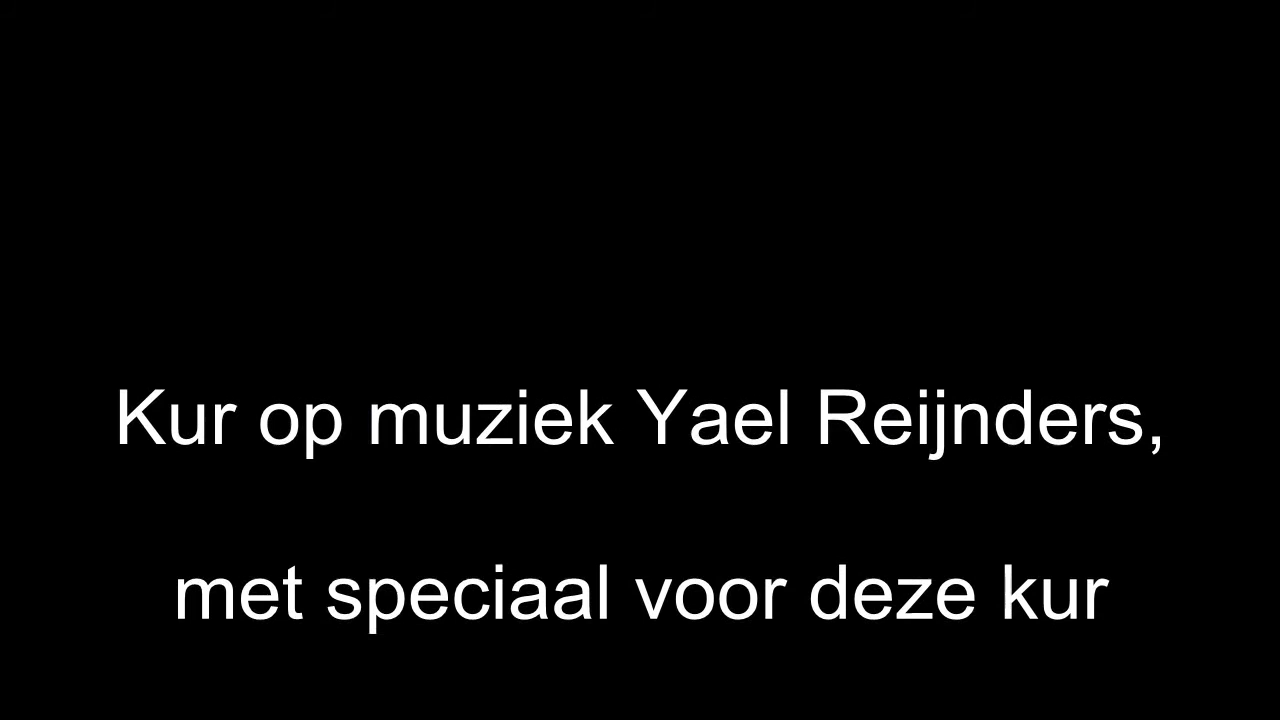 Kur op muziek Yael Reijnders,
met speciaal voor deze kur